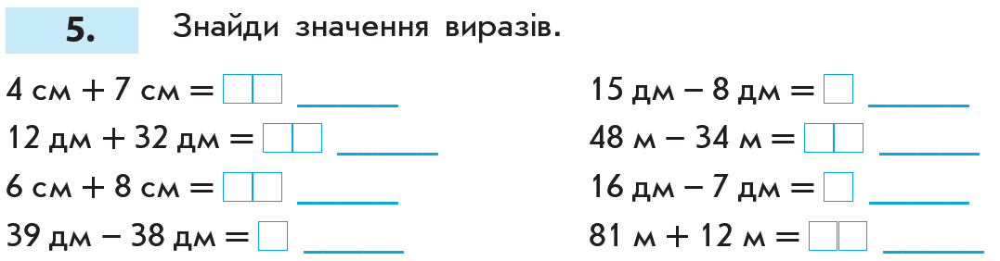 5. Знайди значення виразів.
4 см + 7 см = 
12 дм + 32 дм = 
6 см + 8 см = 
39 дм − 38 дм = 
15 дм − 8 дм = 
48 м − 34 м = 
16 дм − 7 дм = 
81 м + 12 м =